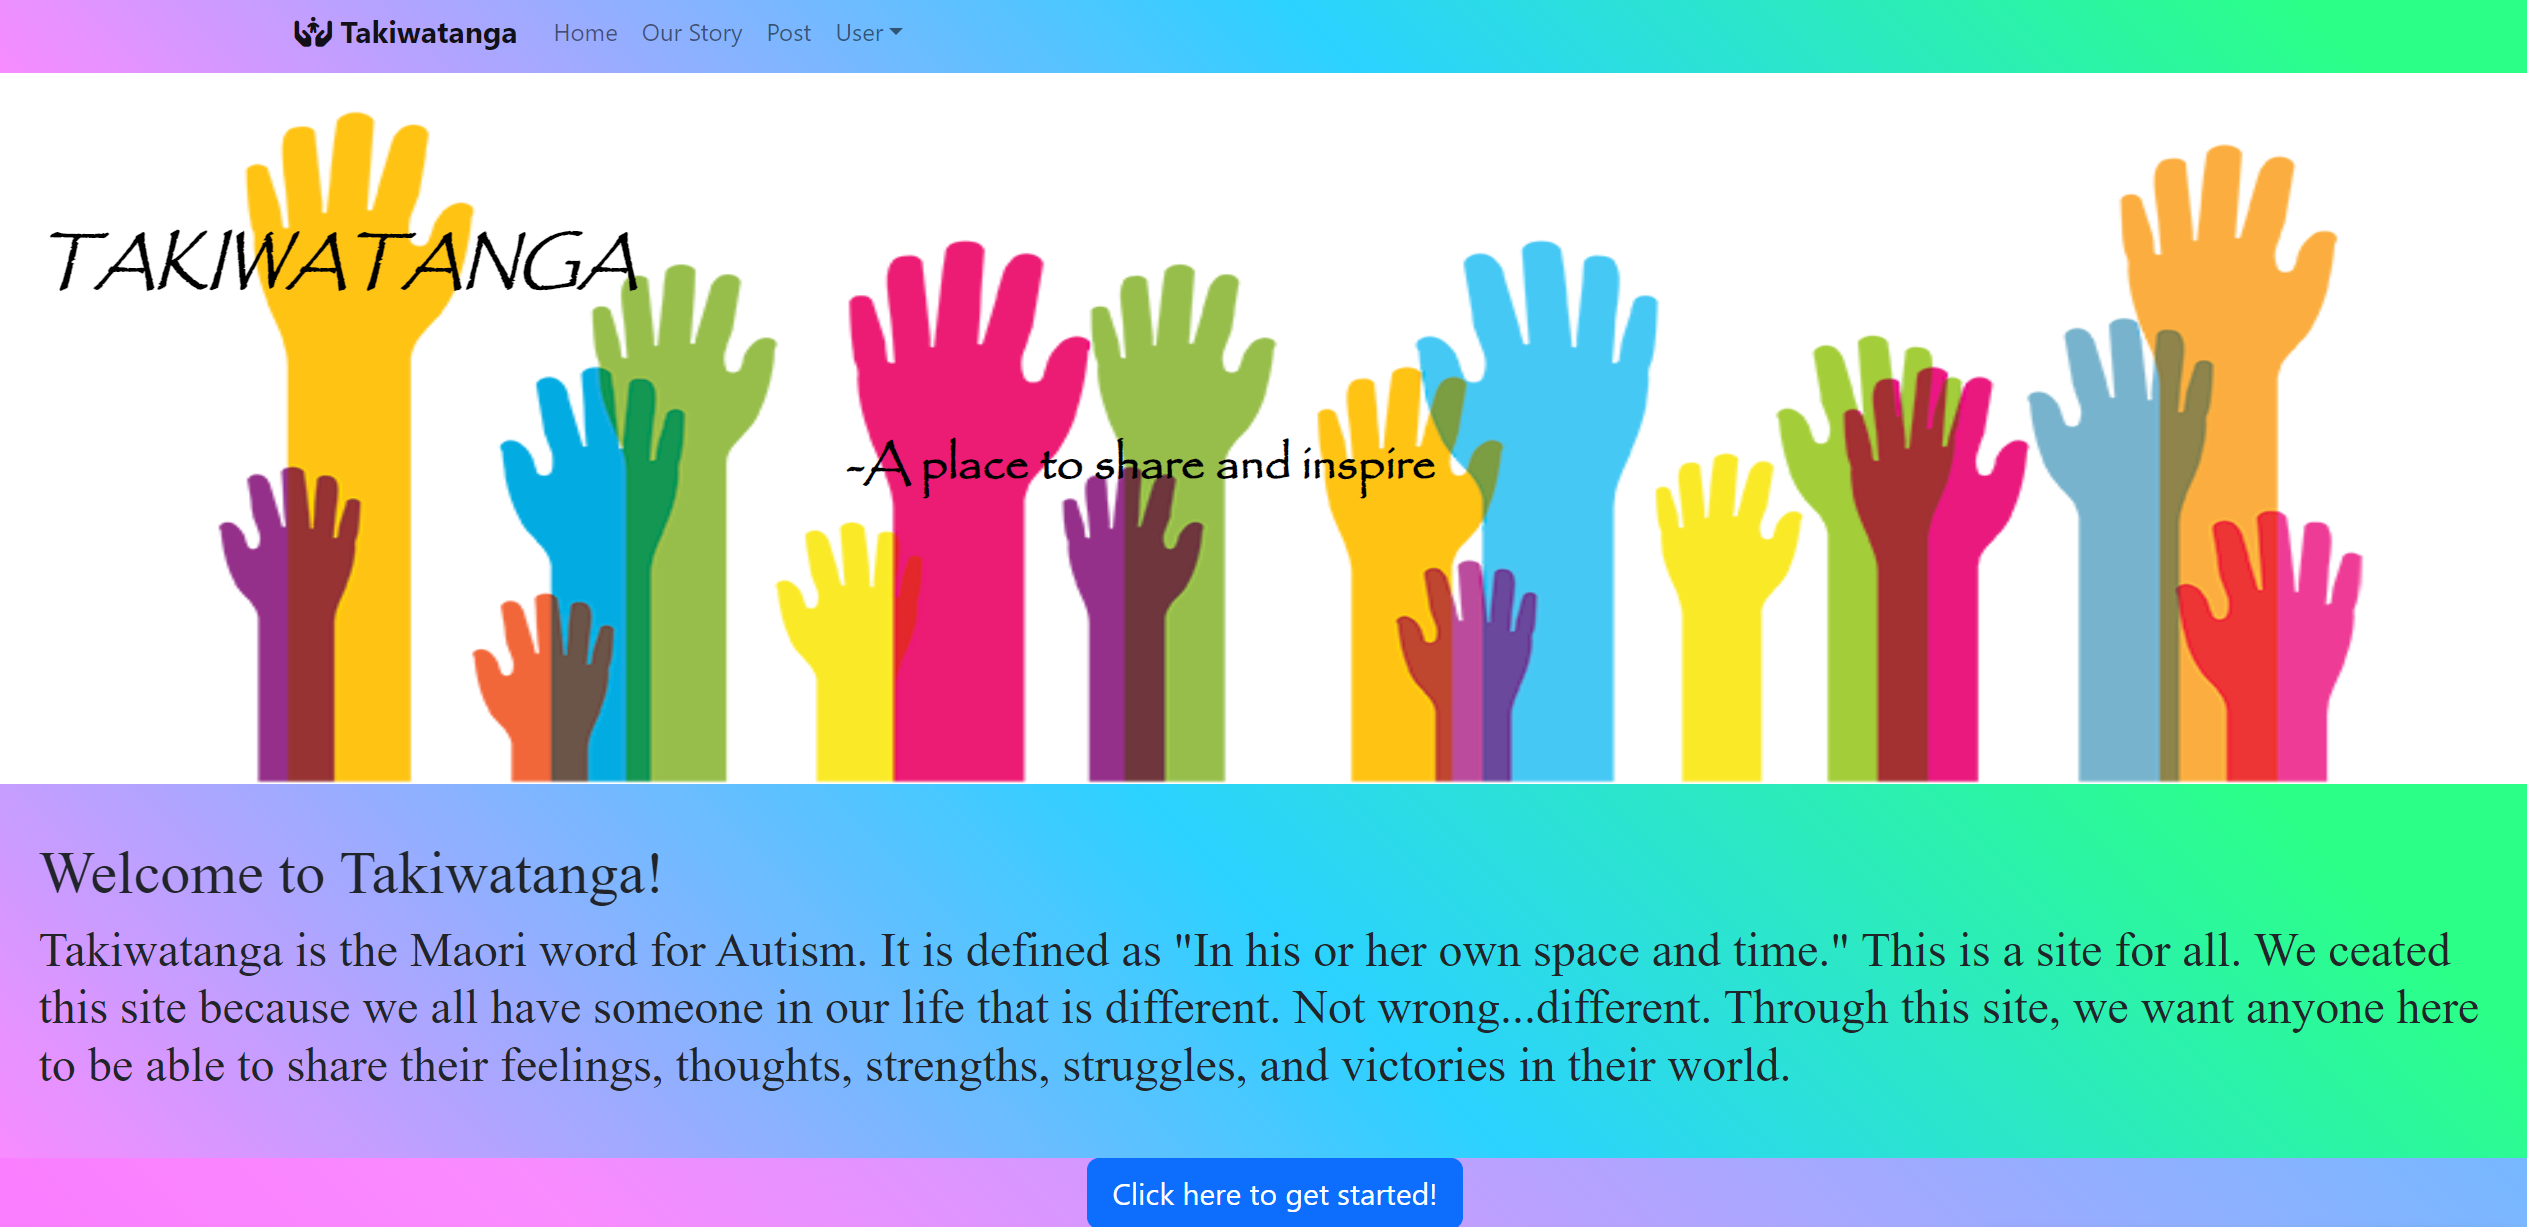 Takiwatanga Home Our Story Post User
TAKIWATANGA
-A place to share and inspire
Welcome to Takiwatanga!
Takiwatanga is the Maori word for Autism. It is defined as "In his or her own space and time." This is a site for all. We ceated
this site because we all have someone in our life that is different. Not wrong...different. Through this site, we want anyone here
to be able to share their feelings, thoughts, strengths, struggles, and victories in their world.
Click here to get started!